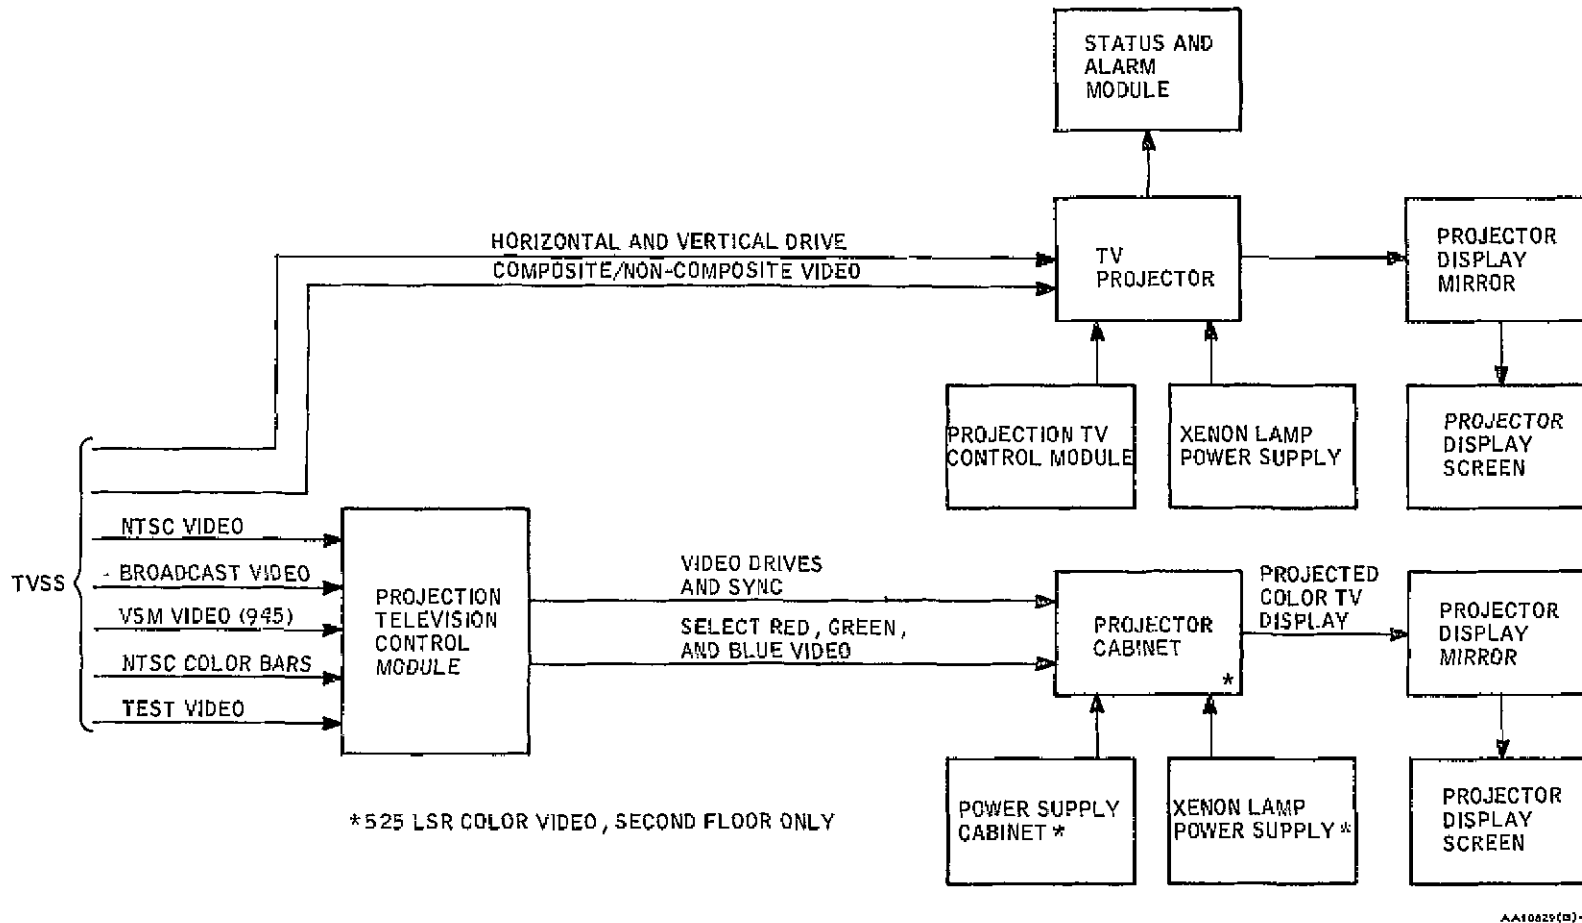 STATUS AND
ALARM
MODULE
HORIZONTAL AND VERTICAL DRIVE
COMPOSITE/NON-COMPOSITE VIDEO
TV
PROJECTOR
PROJECTOR
DISPLAY
MIRROR
PROJECTION TV
CONTROL MODULE
XENON LAMP
POWER SUPPLY
PROJECTOR
DISPLAY
SCREEN
TVSS
NTSC VIDEO
- BROADCAST VIDEO
VSM VIDEO (945)
NTSC COLOR BARS
TEST VIDEO
PROJECTION
TELEVISION
CONTROL
MODULE
VIDEO DRIVES
AND SYNC
SELECT RED, GREEN,
AND BLUE VIDEO
PROJECTOR
CABINET
*
PROJECTED
COLOR TV
DISPLAY
PROJECTOR
DISPLAY
MIRROR
*525 LSR COLOR VIDEO, SECOND FLOOR ONLY
POWER SUPPLY
CABINET *
XENON LAMP
POWER SUPPLY *
PROJECTOR
DISPLAY
SCREEN